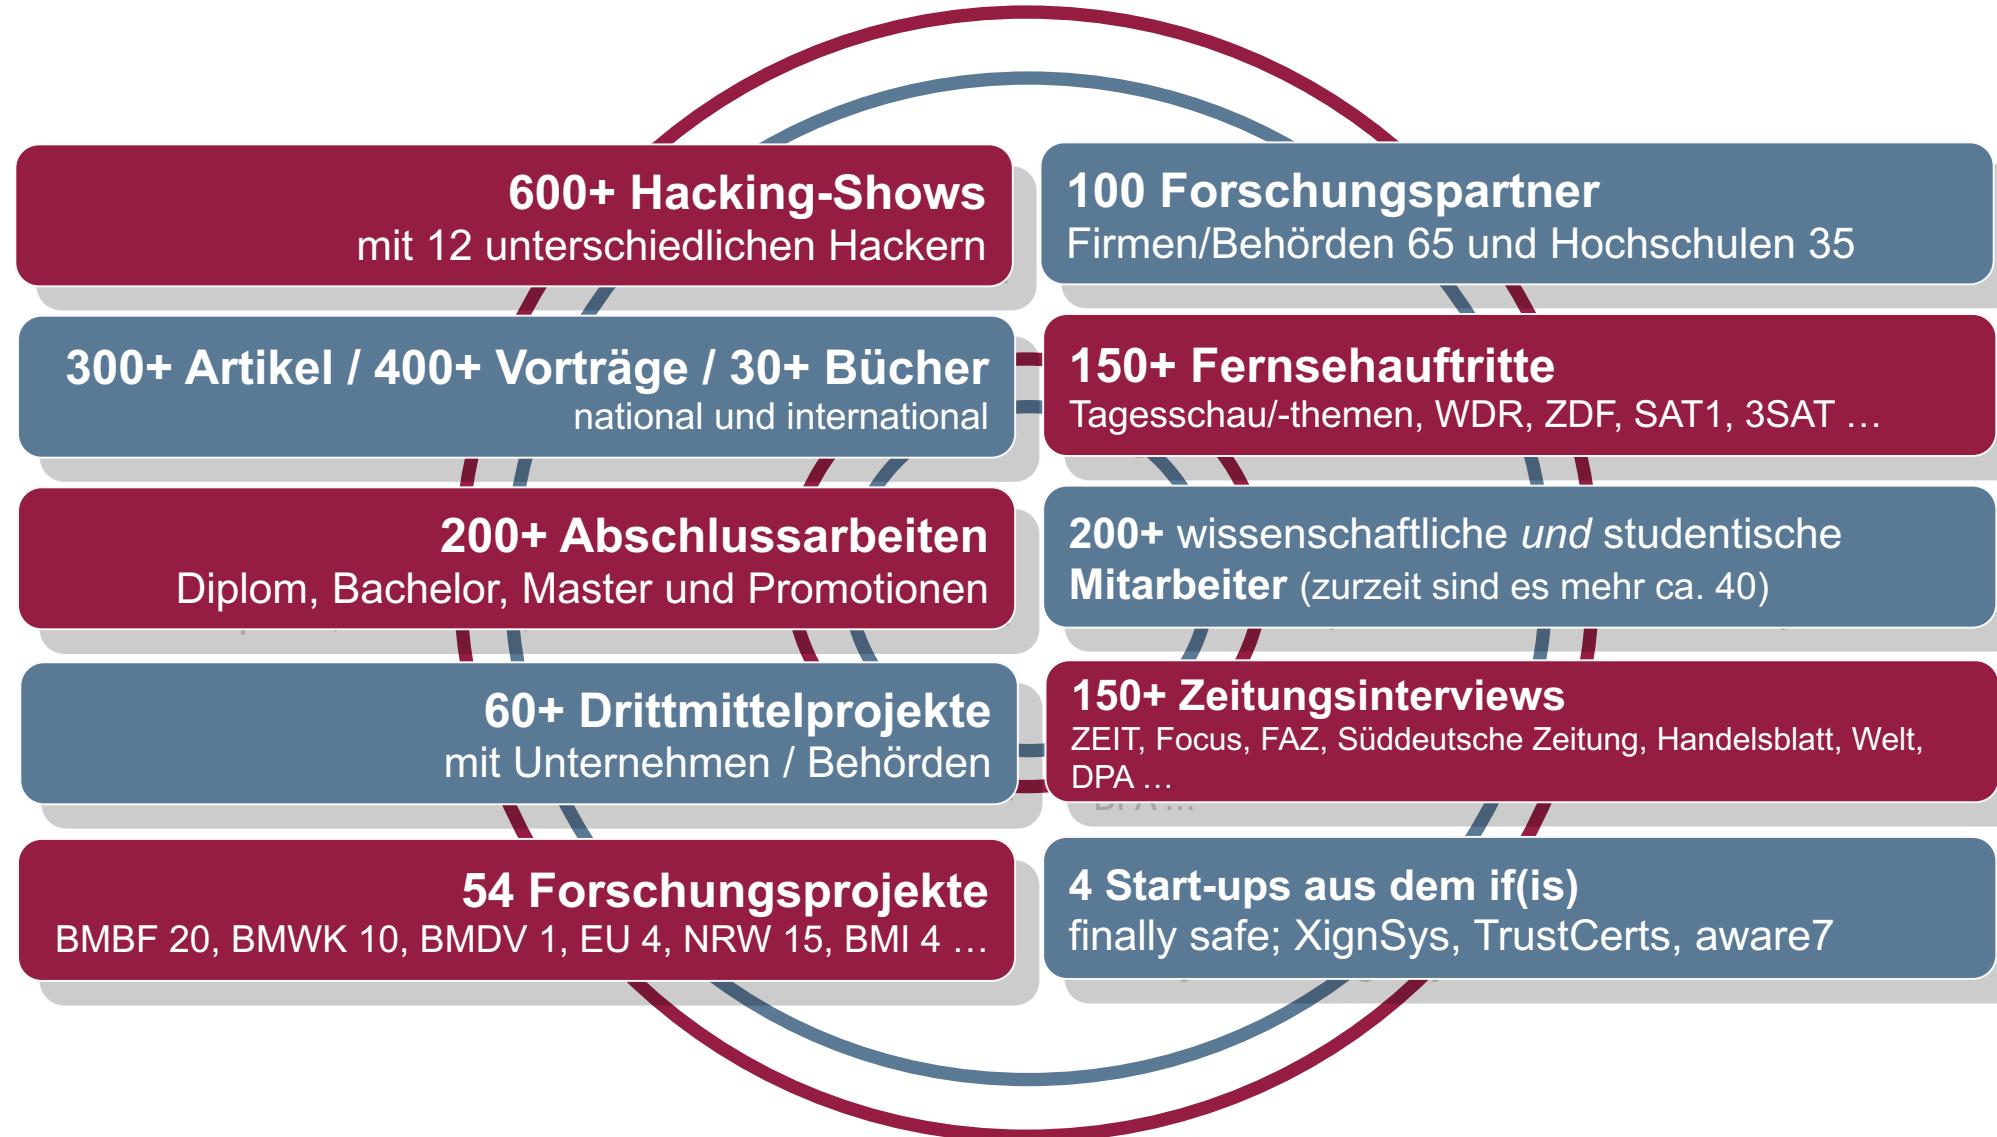 600+ Hacking-Shows
mit 12 unterschiedlichen Hackern
300+ Artikel / 400+ Vorträge / 30+ Bücher
national und international
200+ Abschlussarbeiten
Diplom, Bachelor, Master und Promotionen
60+ Drittmittelprojekte
mit Unternehmen / Behörden
54 Forschungsprojekte
BMBF 20, BMWK 10, BMDV 1, EU 4, NRW 15, BMI 4 …
100 Forschungspartner
Firmen/Behörden 65 und Hochschulen 35
150+ Fernsehauftritte
Tagesschau/-themen, WDR, ZDF, SAT1, 3SAT …
200+ wissenschaftliche und studentische
Mitarbeiter (zurzeit sind es mehr ca. 40)
150+ Zeitungsinterviews
ZEIT, Focus, FAZ, Süddeutsche Zeitung, Handelsblatt, Welt,
DPA …
4 Start-ups aus dem if(is)
finally safe; XignSys, TrustCerts, aware7